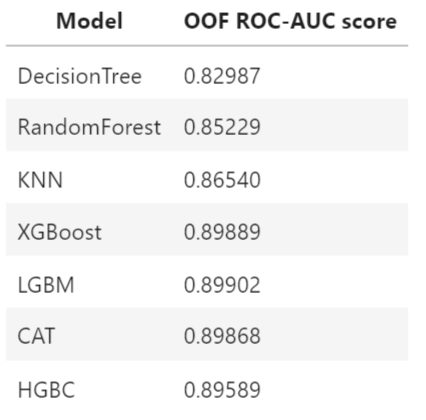 Model OOF ROC-AUC score
DecisionTree 0.82987
RandomForest 0.85229
KNN 0.86540
XGBoost 0.89889
LGBM 0.89902
CAT 0.89868
HGBC 0.89589